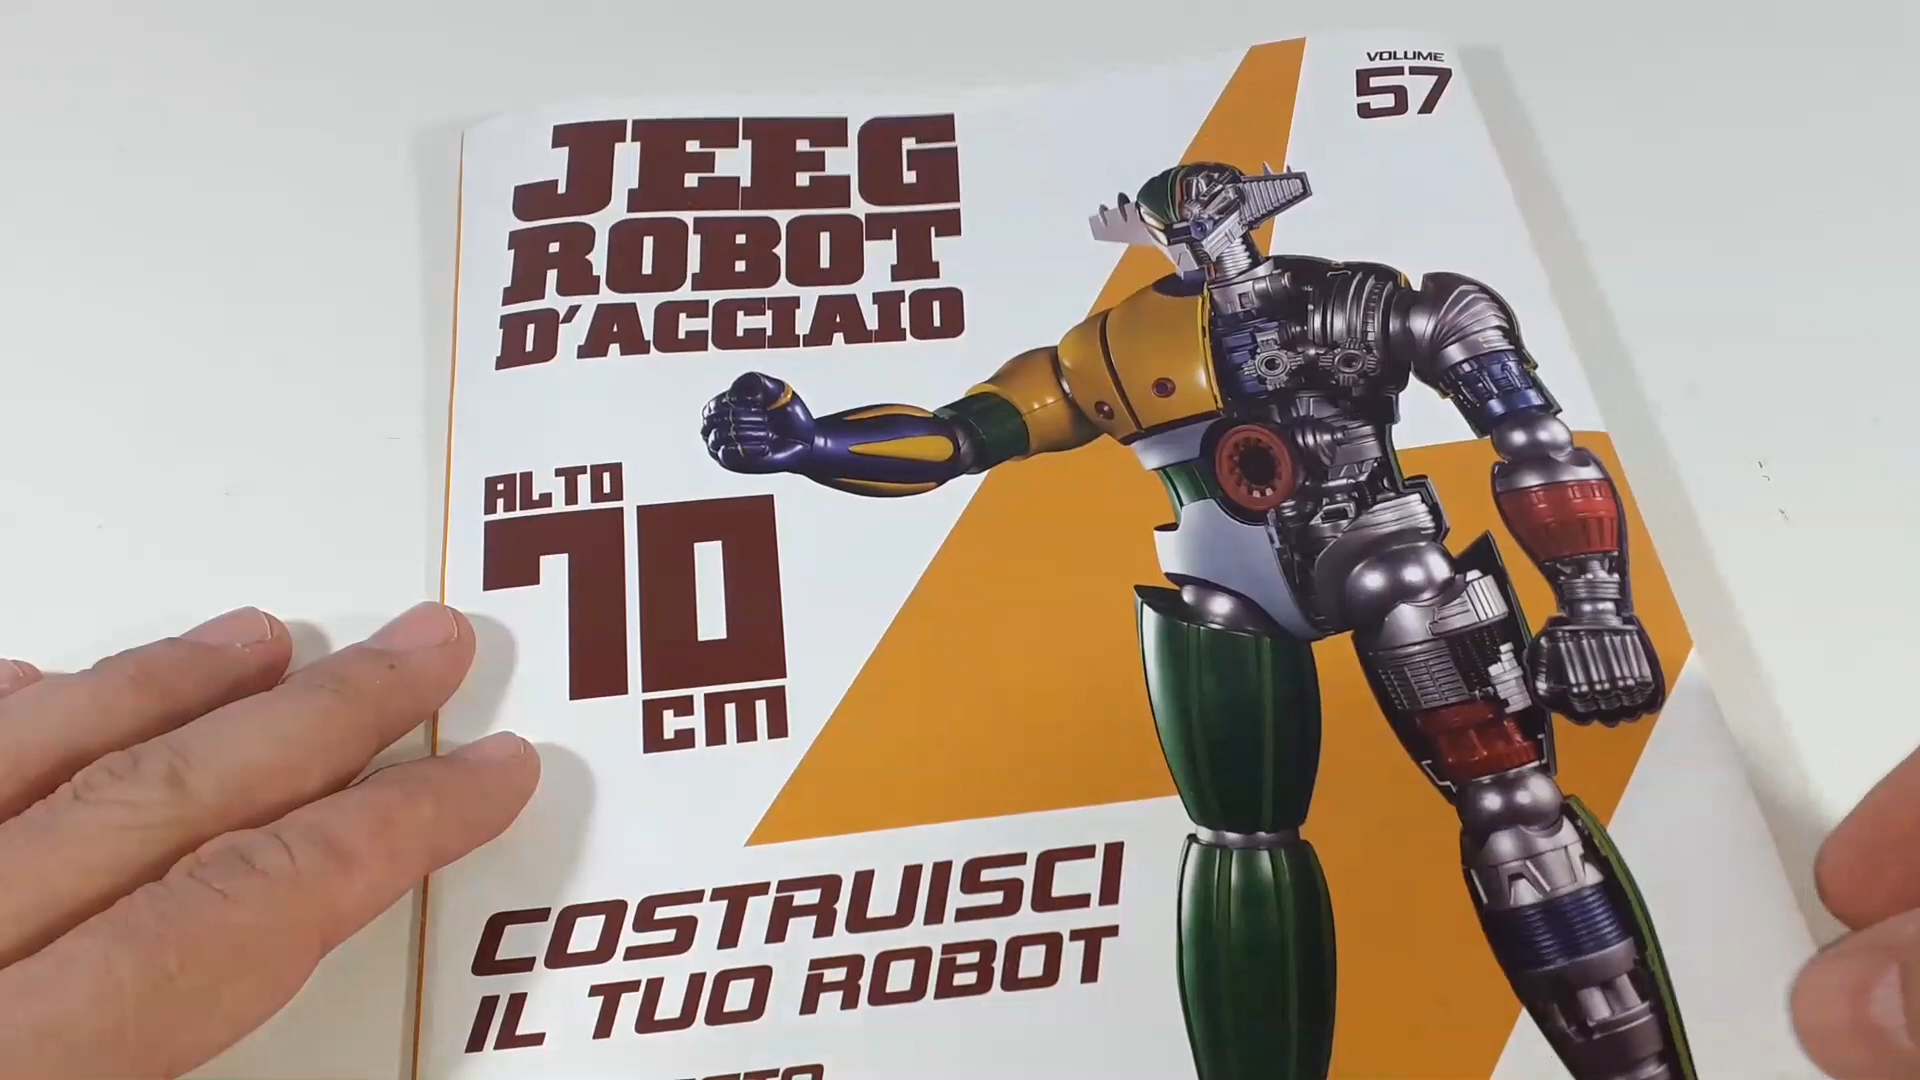 VOLUME
57
JEEG
ROBOT
D'ACCIAIO
ALTO
70
CM
COSTRUISCI
IL TUO ROBOT